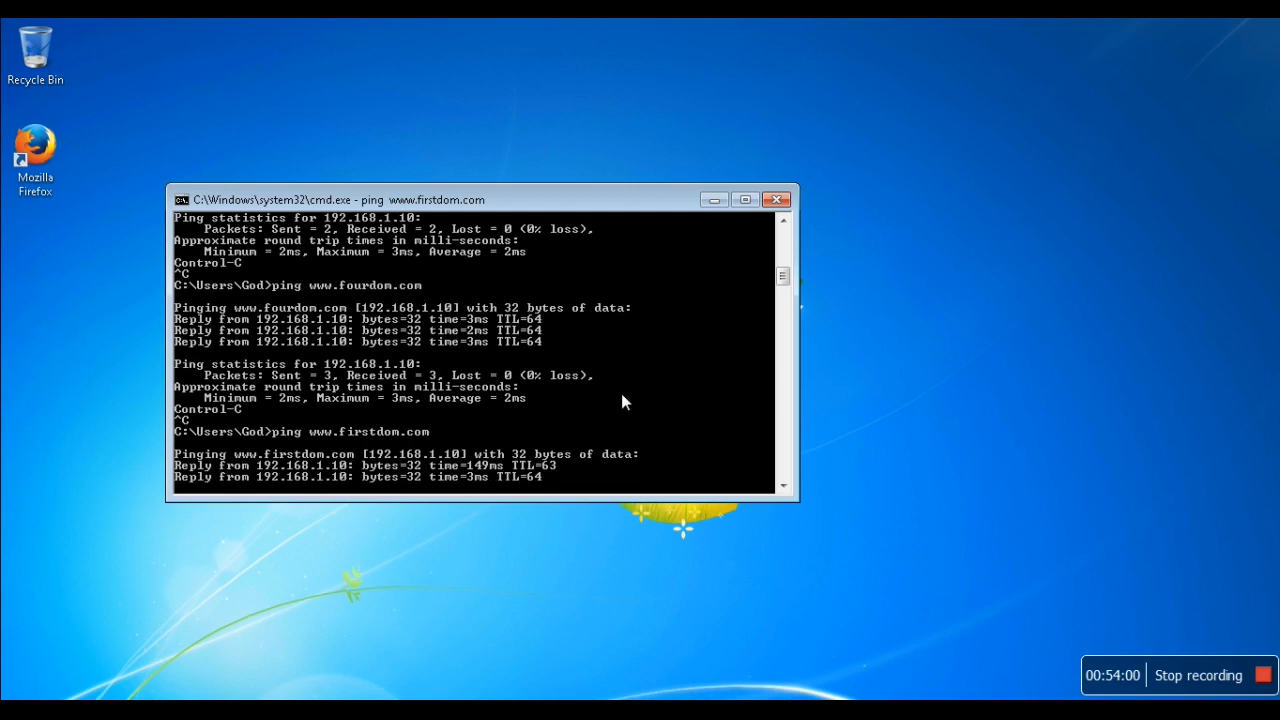 Recycle Bin
Mozilla
Firefox
C:\Windows\system32\cmd.exe - ping  www.firstdom.com
Ping statistics for 192.168.1.10:
    Packets: Sent = 2, Received = 2, Lost = 0 (0% loss),
Approximate round trip times in milli-seconds:
    Minimum = 2ms, Maximum = 3ms, Average = 2ms
Control-C
^C
C:\Users\God>ping www.fourdom.com
Pinging www.fourdom.com [192.168.1.10] with 32 bytes of data:
Reply from 192.168.1.10: bytes=32 time=3ms TTL=64
Reply from 192.168.1.10: bytes=32 time=2ms TTL=64
Reply from 192.168.1.10: bytes=32 time=3ms TTL=64
Ping statistics for 192.168.1.10:
    Packets: Sent = 3, Received = 3, Lost = 0 (0% loss),
Approximate round trip times in milli-seconds:
    Minimum = 2ms, Maximum = 3ms, Average = 2ms
Control-C
^C
C:\Users\God>ping www.firstdom.com
Pinging www.firstdom.com [192.168.1.10] with 32 bytes of data:
Reply from 192.168.1.10: bytes=32 time=149ms TTL=63
Reply from 192.168.1.10: bytes=32 time=3ms TTL=64
00:54:00 Stop recording